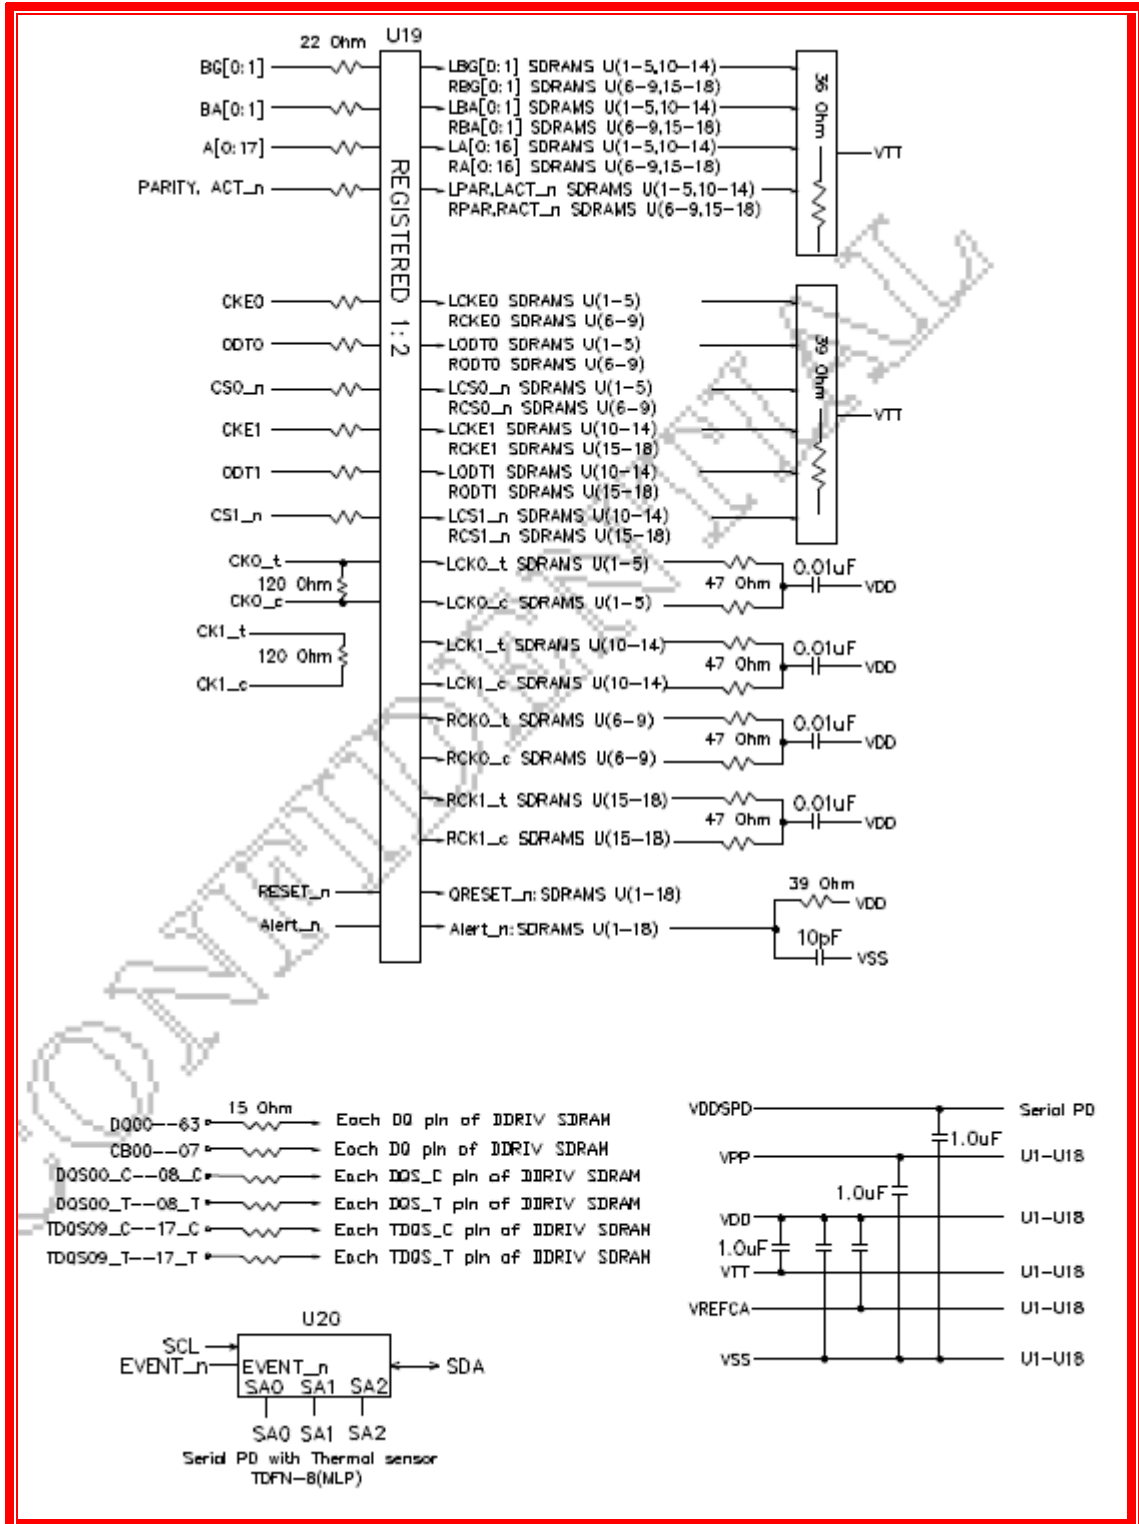 U19
22 Ohm
BG[0:1] LBG[0:1] SDRAMS U(1-5,10-14)
RBG[0:1] SDRAMS U(6-9,15-18)
BA[0:1] LBA[0:1] SDRAMS U(1-5,10-14)
RBA[0:1] SDRAMS U(6-9,15-18)
A[0:17] LA[0:16] SDRAMS U(1-5,10-14)
RA[0:16] SDRAMS U(6-9,15-18)
PARITY, ACT_n LPAR,LACT_n SDRAMS U(1-5,10-14)
RPAR,RACT_n SDRAMS U(6-9,15-18)
36 Ohm
VTT
REGISTERED 1:2
CKE0 LCKE0 SDRAMS U(1-5)
RCKE0 SDRAMS U(6-9)
ODT0 LODT0 SDRAMS U(1-5)
RODT0 SDRAMS U(6-9)
CS0_n LCS0_n SDRAMS U(1-5)
RCS0_n SDRAMS U(6-9)
CKE1 LCKE1 SDRAMS U(10-14)
RCKE1 SDRAMS U(15-18)
ODT1 LODT1 SDRAMS U(10-14)
RODT1 SDRAMS U(15-18)
CS1_n LCS1_n SDRAMS U(10-14)
RCS1_n SDRAMS U(15-18)
39 Ohm
VTT
CK0_t LCK0_t SDRAMS U(1-5)
120 Ohm 47 Ohm 0.01uF VDD
CK0_c LCK0_c SDRAMS U(1-5)
CK1_t LCK1_t SDRAMS U(10-14)
120 Ohm 47 Ohm 0.01uF VDD
CK1_c LCK1_c SDRAMS U(10-14)
RCK0_t SDRAMS U(6-9)
47 Ohm 0.01uF VDD
RCK0_c SDRAMS U(6-9)
RCK1_t SDRAMS U(15-18)
47 Ohm 0.01uF VDD
RCK1_c SDRAMS U(15-18)
RESET_n QRESET_n:SDRAMS U(1-18)
Alert_n Alert_n:SDRAMS U(1-18)
39 Ohm VDD
10pF VSS
CONFIDENTIAL
15 Ohm
DQ00--63 Each DQ pin of DDRIV SDRAM
CB00--07 Each DQ pin of DDRIV SDRAM
DQS00_C--08_C Each DQS_C pin of DDRIV SDRAM
DQS00_T--08_T Each DQS_T pin of DDRIV SDRAM
TDQS09_C--17_C Each TDQS_C pin of DDRIV SDRAM
TDQS09_T--17_T Each TDQS_T pin of DDRIV SDRAM
VDDSPD Serial PD
1.0uF
VPP U1-U18
1.0uF
VDD U1-U18
1.0uF
VTT U1-U18
VREFCA U1-U18
VSS U1-U18
U20
SCL
EVENT_n EVENT_n SDA
SA0 SA1 SA2
SA0 SA1 SA2
Serial PD with Thermal sensor
TDFN-8(MLP)